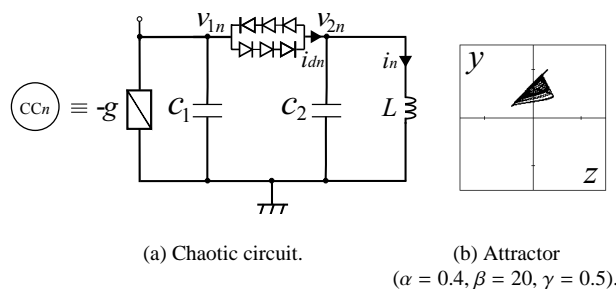 v1n v2n
idn in
CCn ≡ -g C1 C2 L
y
z
(a) Chaotic circuit. (b) Attractor
(α = 0.4, β = 20, γ = 0.5).